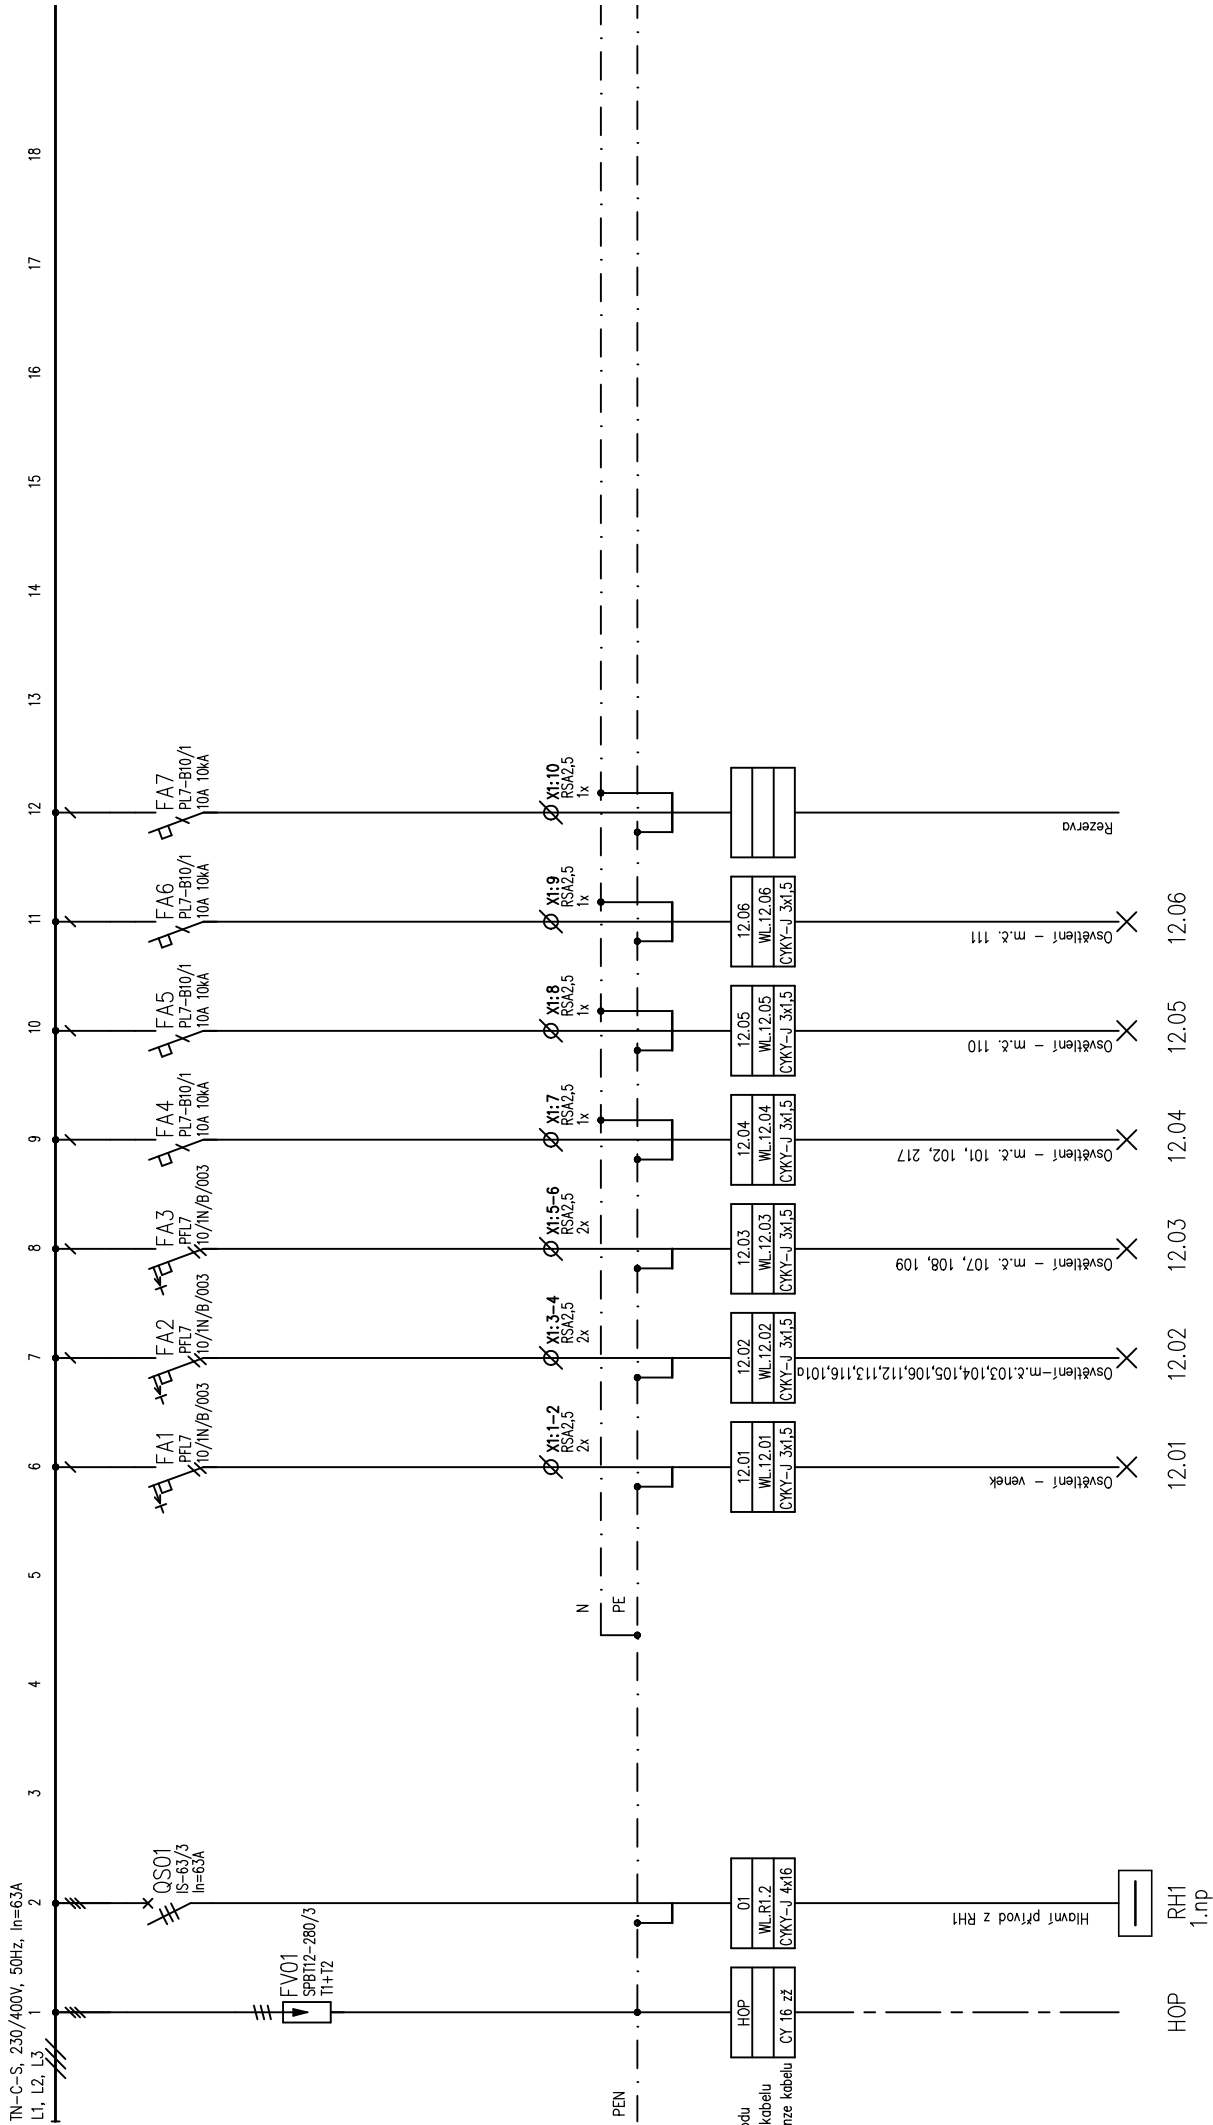 TN-C-S, 230/400V, 50Hz, In=63A
L1, L2, L3
1
2
3
4
5
6
7
8
9
10
11
12
13
14
15
16
17
18
FV01
SPBT12-280/3
T1+T2
QS01
IS-63/3
In=63A
FA1
PFL7
10/1N/B/003
FA2
PFL7
10/1N/B/003
FA3
PFL7
10/1N/B/003
FA4
PL7-B10/1
10A 10kA
FA5
PL7-B10/1
10A 10kA
FA6
PL7-B10/1
10A 10kA
FA7
PL7-B10/1
10A 10kA
X1:1-2
RSA2,5
2x
X1:3-4
RSA2,5
2x
X1:5-6
RSA2,5
2x
X1:7
RSA2,5
1x
X1:8
RSA2,5
1x
X1:9
RSA2,5
1x
X1:10
RSA2,5
1x
N
PE
PEN
odu
kabelu
nze kabelu
HOP
CY 16 zž
01
WL.R1.2
CYKY-J 4x16
12.01
WL.12.01
CYKY-J 3x1,5
12.02
WL.12.02
CYKY-J 3x1,5
12.03
WL.12.03
CYKY-J 3x1,5
12.04
WL.12.04
CYKY-J 3x1,5
12.05
WL.12.05
CYKY-J 3x1,5
12.06
WL.12.06
CYKY-J 3x1,5
Hlavní přívod z RH1
Osvětlení - venek
Osvětlení-m.č.103,104,105,106,112,113,116,101a
Osvětlení - m.č. 107, 108, 109
Osvětlení - m.č. 101, 102, 217
Osvětlení - m.č. 110
Osvětlení - m.č. 111
Rezerva
HOP
RH1
1.np
12.01
12.02
12.03
12.04
12.05
12.06